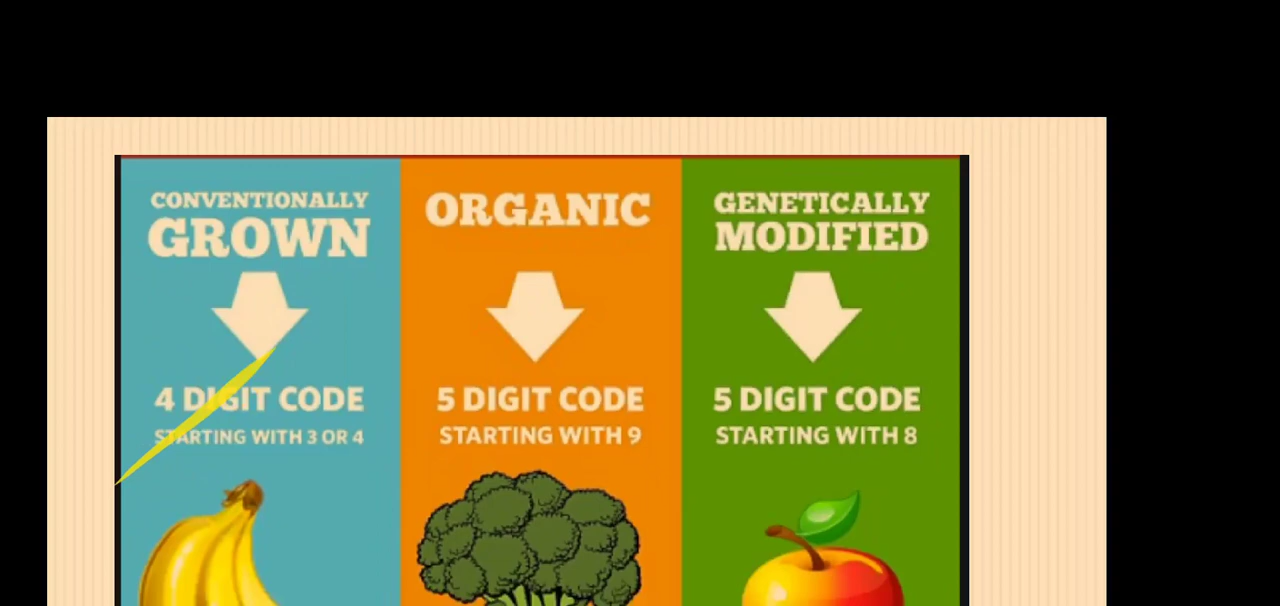 CONVENTIONALLY
GROWN
4 DIGIT CODE
STARTING WITH 3 OR 4
ORGANIC
5 DIGIT CODE
STARTING WITH 9
GENETICALLY
MODIFIED
5 DIGIT CODE
STARTING WITH 8